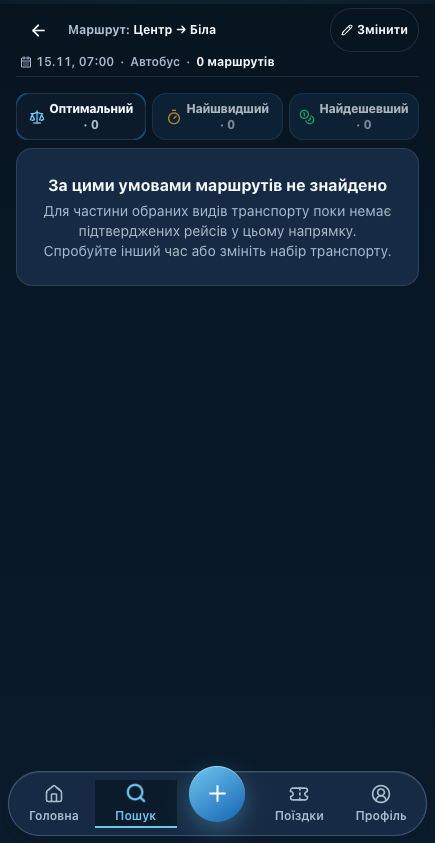 Маршрут: Центр → Біла
Змінити
15.11, 07:00 · Автобус · 0 маршрутів
Оптимальний
· 0
Найшвидший
· 0
Найдешевший
· 0
За цими умовами маршрутів не знайдено
Для частини обраних видів транспорту поки немає
підтверджених рейсів у цьому напрямку.
Спробуйте інший час або змініть набір транспорту.
Головна
Пошук
Поїздки
Профіль